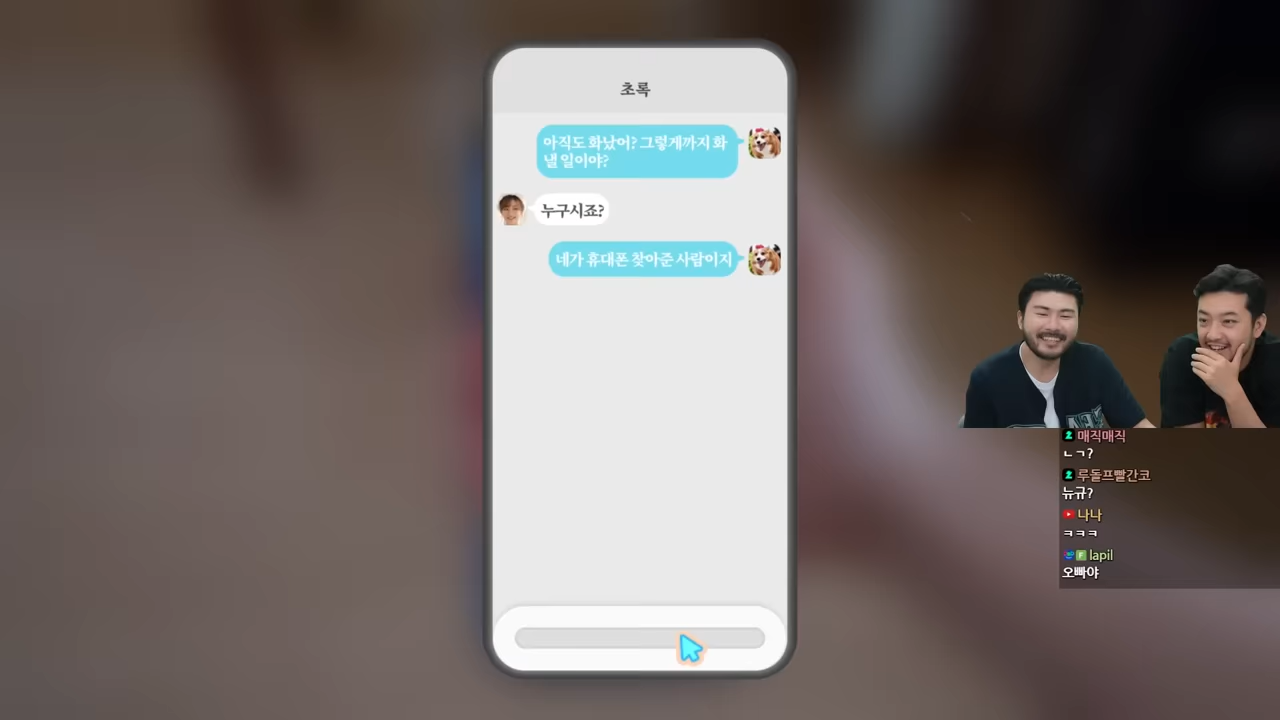 초록
아직도 화났어? 그렇게까지 화
낼 일이야?
누구시죠?
네가 휴대폰 찾아준 사람이지
매직매직
ㄴㄱ?
루돌프빨간코
뉴규?
나나
ㅋㅋㅋ
lapil
오빠야